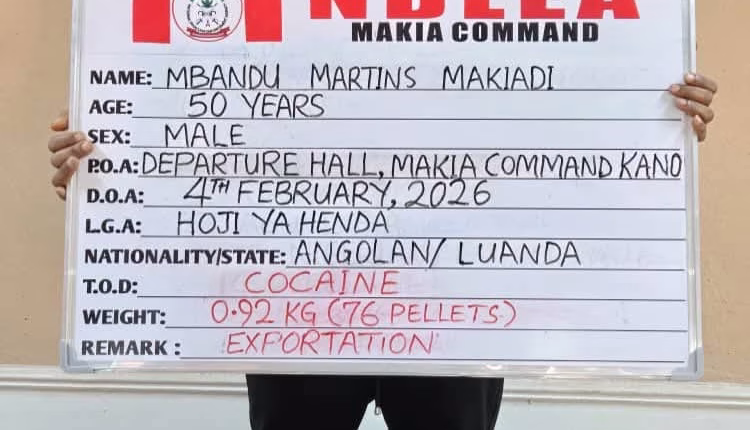 NDLEA
MAKIA COMMAND
NAME: MBANDU MARTINS MAKIADI
AGE: 50 YEARS
SEX: MALE
P.O.A: DEPARTURE HALL, MAKIA COMMAND KANO
D.O.A: 4TH FEBRUARY, 2026
L.G.A: HOJI YA HENDA
NATIONALITY/STATE: ANGOLAN/ LUANDA
T.O.D: COCAINE
WEIGHT: 0.92 KG (76 PELLETS)
REMARK : EXPORTATION